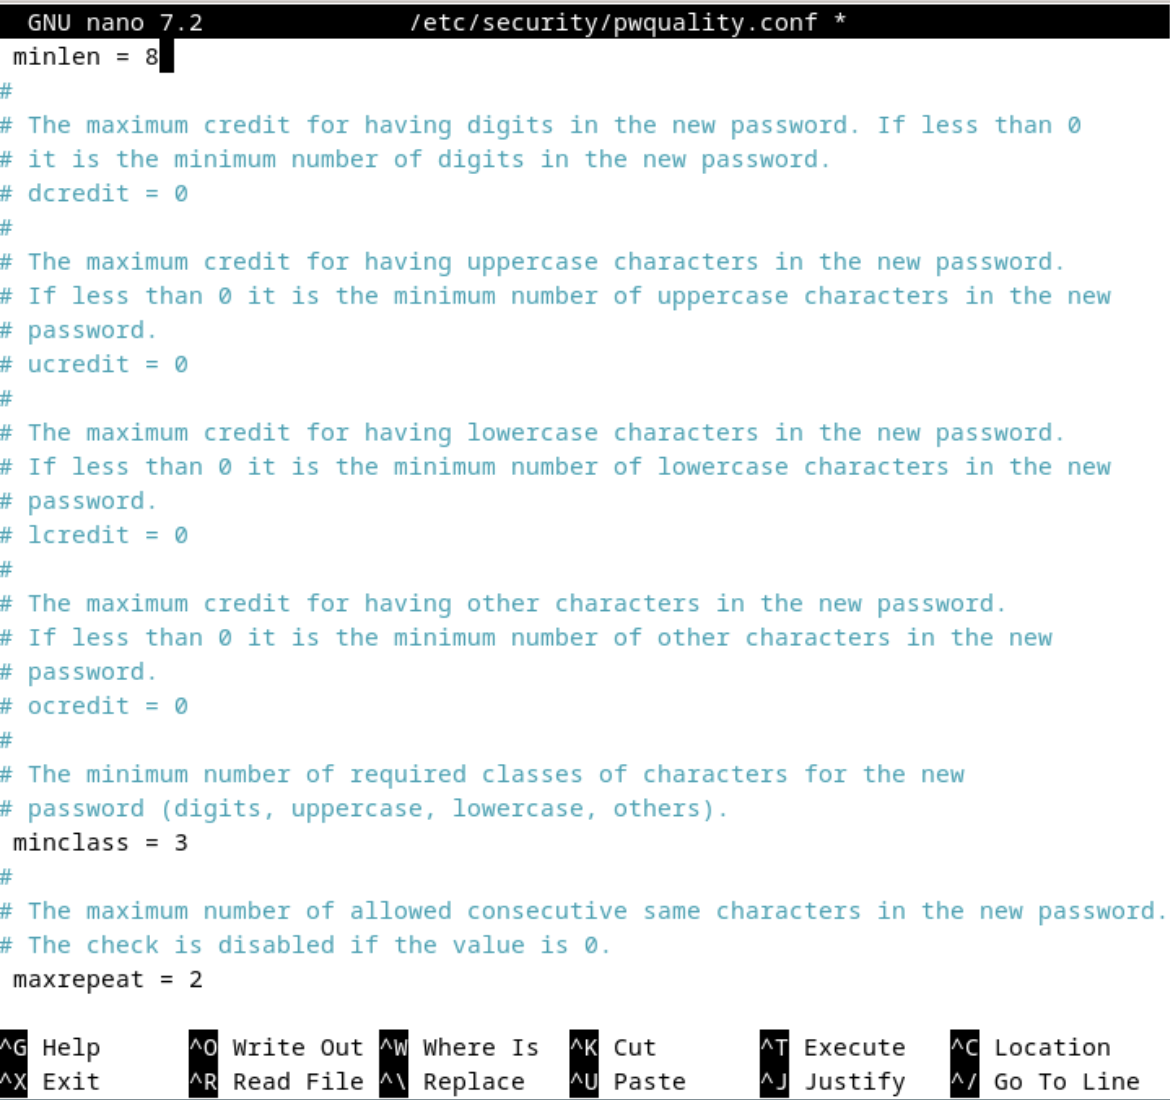 GNU nano 7.2 /etc/security/pwquality.conf *
minlen = 8
#
# The maximum credit for having digits in the new password. If less than 0
# it is the minimum number of digits in the new password.
# dcredit = 0
#
# The maximum credit for having uppercase characters in the new password.
# If less than 0 it is the minimum number of uppercase characters in the new
# password.
# ucredit = 0
#
# The maximum credit for having lowercase characters in the new password.
# If less than 0 it is the minimum number of lowercase characters in the new
# password.
# lcredit = 0
#
# The maximum credit for having other characters in the new password.
# If less than 0 it is the minimum number of other characters in the new
# password.
# ocredit = 0
#
# The minimum number of required classes of characters for the new
# password (digits, uppercase, lowercase, others).
minclass = 3
#
# The maximum number of allowed consecutive same characters in the new password.
# The check is disabled if the value is 0.
maxrepeat = 2
^G Help ^O Write Out ^W Where Is ^K Cut ^T Execute ^C Location
^X Exit ^R Read File ^\ Replace ^U Paste ^J Justify ^/ Go To Line